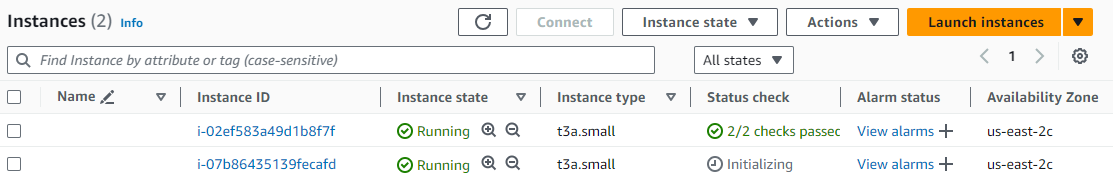 Instances (2) Info Connect Instance state Actions Launch instances
Find Instance by attribute or tag (case-sensitive) All states 1
Name Instance ID Instance state Instance type Status check Alarm status Availability Zone
i-02ef583a49d1b8f7f Running t3a.small 2/2 checks passed View alarms + us-east-2c
i-07b86435139fecafd Running t3a.small Initializing View alarms + us-east-2c